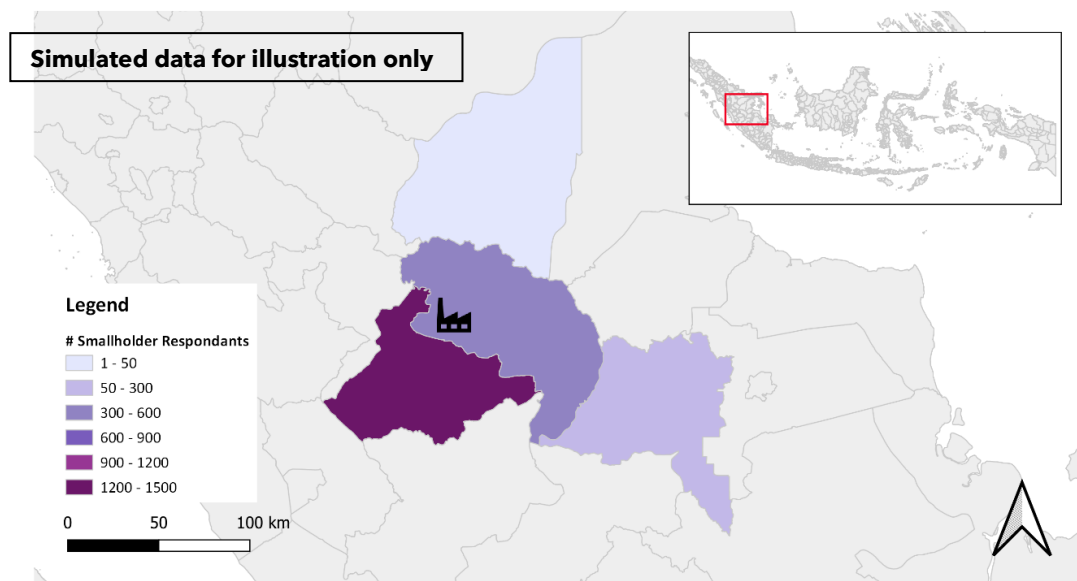 Simulated data for illustration only
Legend
# Smallholder Respondants
1 - 50
50 - 300
300 - 600
600 - 900
900 - 1200
1200 - 1500
0 50 100 km